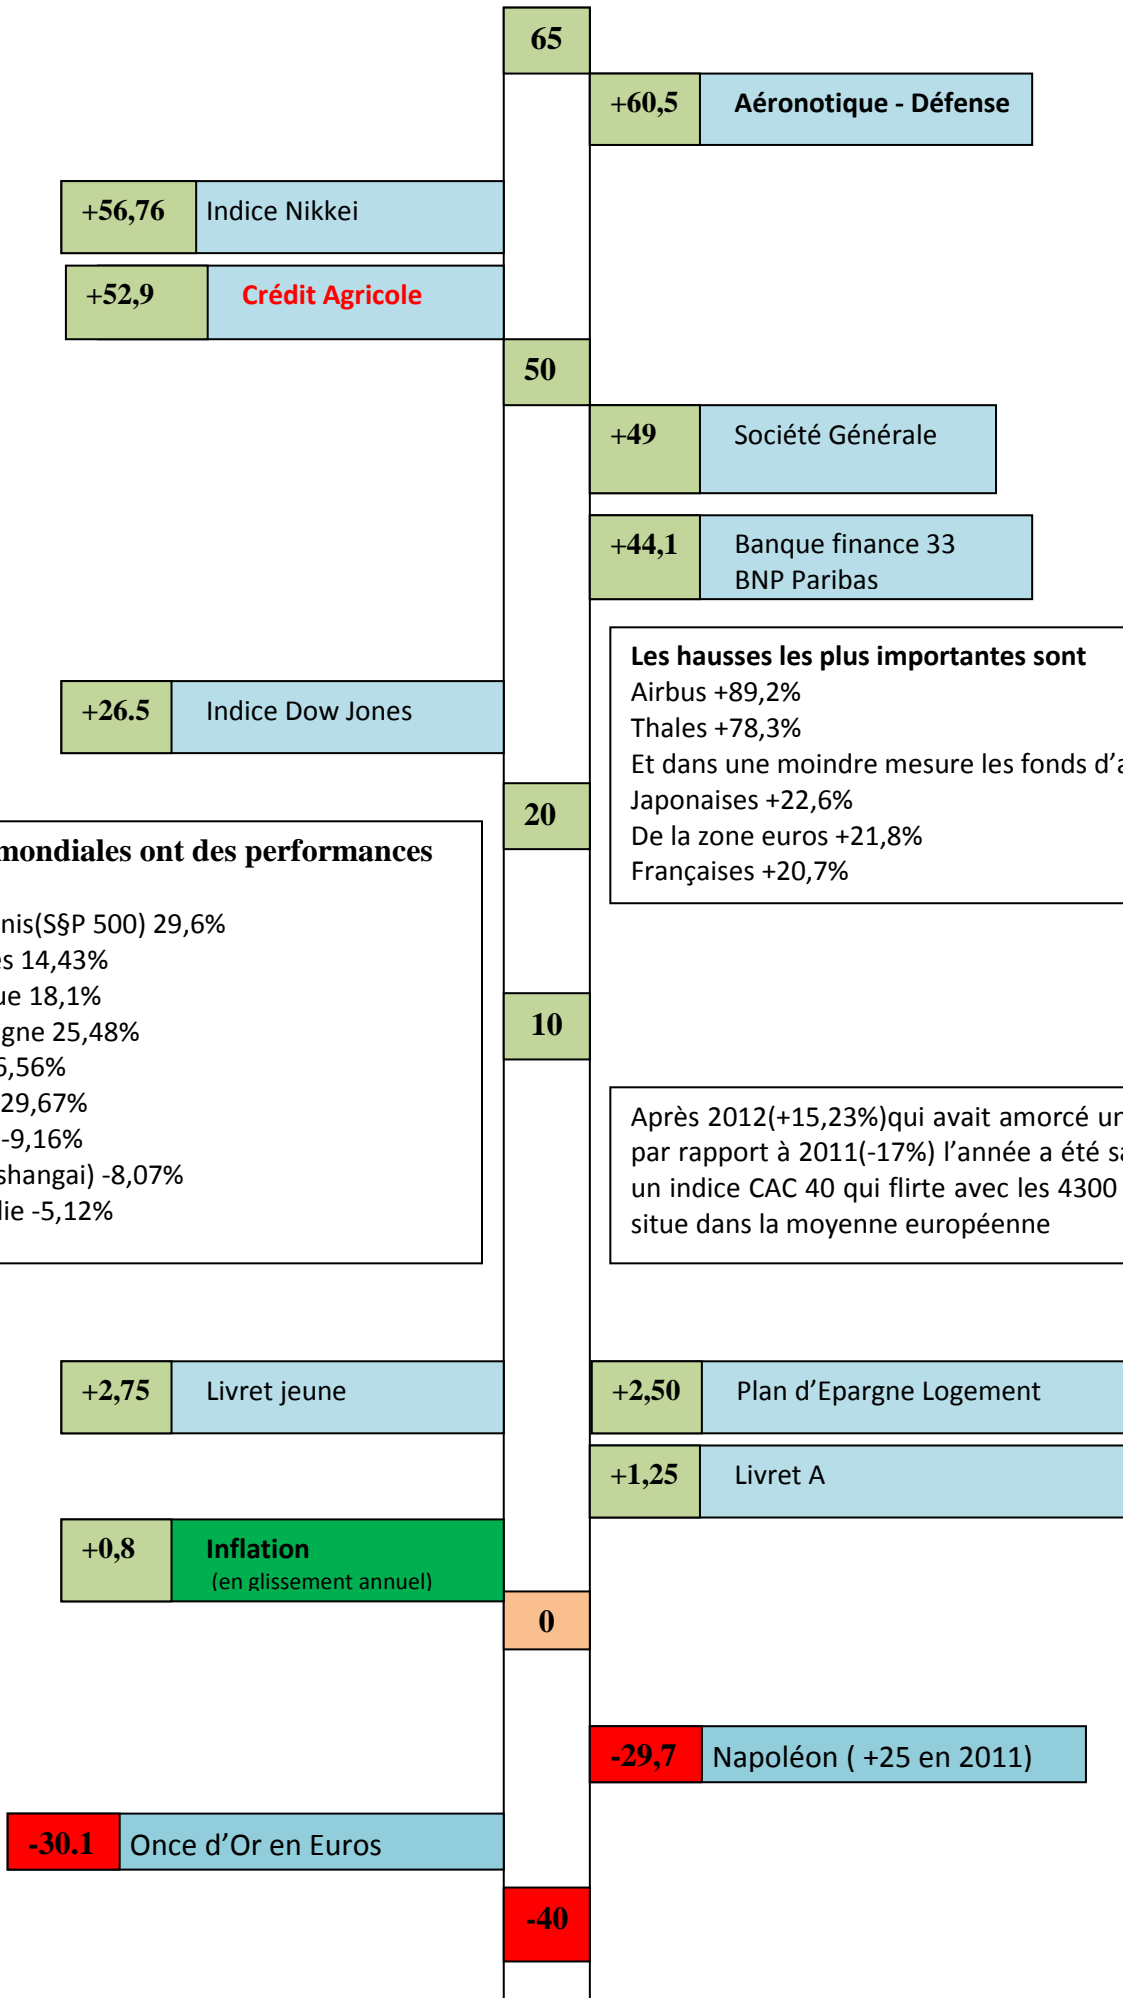 65
+60,5 Aéronotique - Défense
+56,76 Indice Nikkei
+52,9 Crédit Agricole
50
+49 Société Générale
+44,1 Banque finance 33
BNP Paribas
Les hausses les plus importantes sont
Airbus +89,2%
Thales +78,3%
Et dans une moindre mesure les fonds d’a
Japonaises +22,6%
De la zone euros +21,8%
Françaises +20,7%
+26.5 Indice Dow Jones
20
mondiales ont des performances
nis(S§P 500) 29,6%
es 14,43%
ue 18,1%
gne 25,48%
6,56%
29,67%
-9,16%
shangai) -8,07%
die -5,12%
10
Après 2012(+15,23%)qui avait amorcé un
par rapport à 2011(-17%) l’année a été sa
un indice CAC 40 qui flirte avec les 4300
situe dans la moyenne européenne
+2,75 Livret jeune
+2,50 Plan d’Epargne Logement
+1,25 Livret A
+0,8 Inflation
(en glissement annuel)
0
-29,7 Napoléon ( +25 en 2011)
-30.1 Once d’Or en Euros
-40